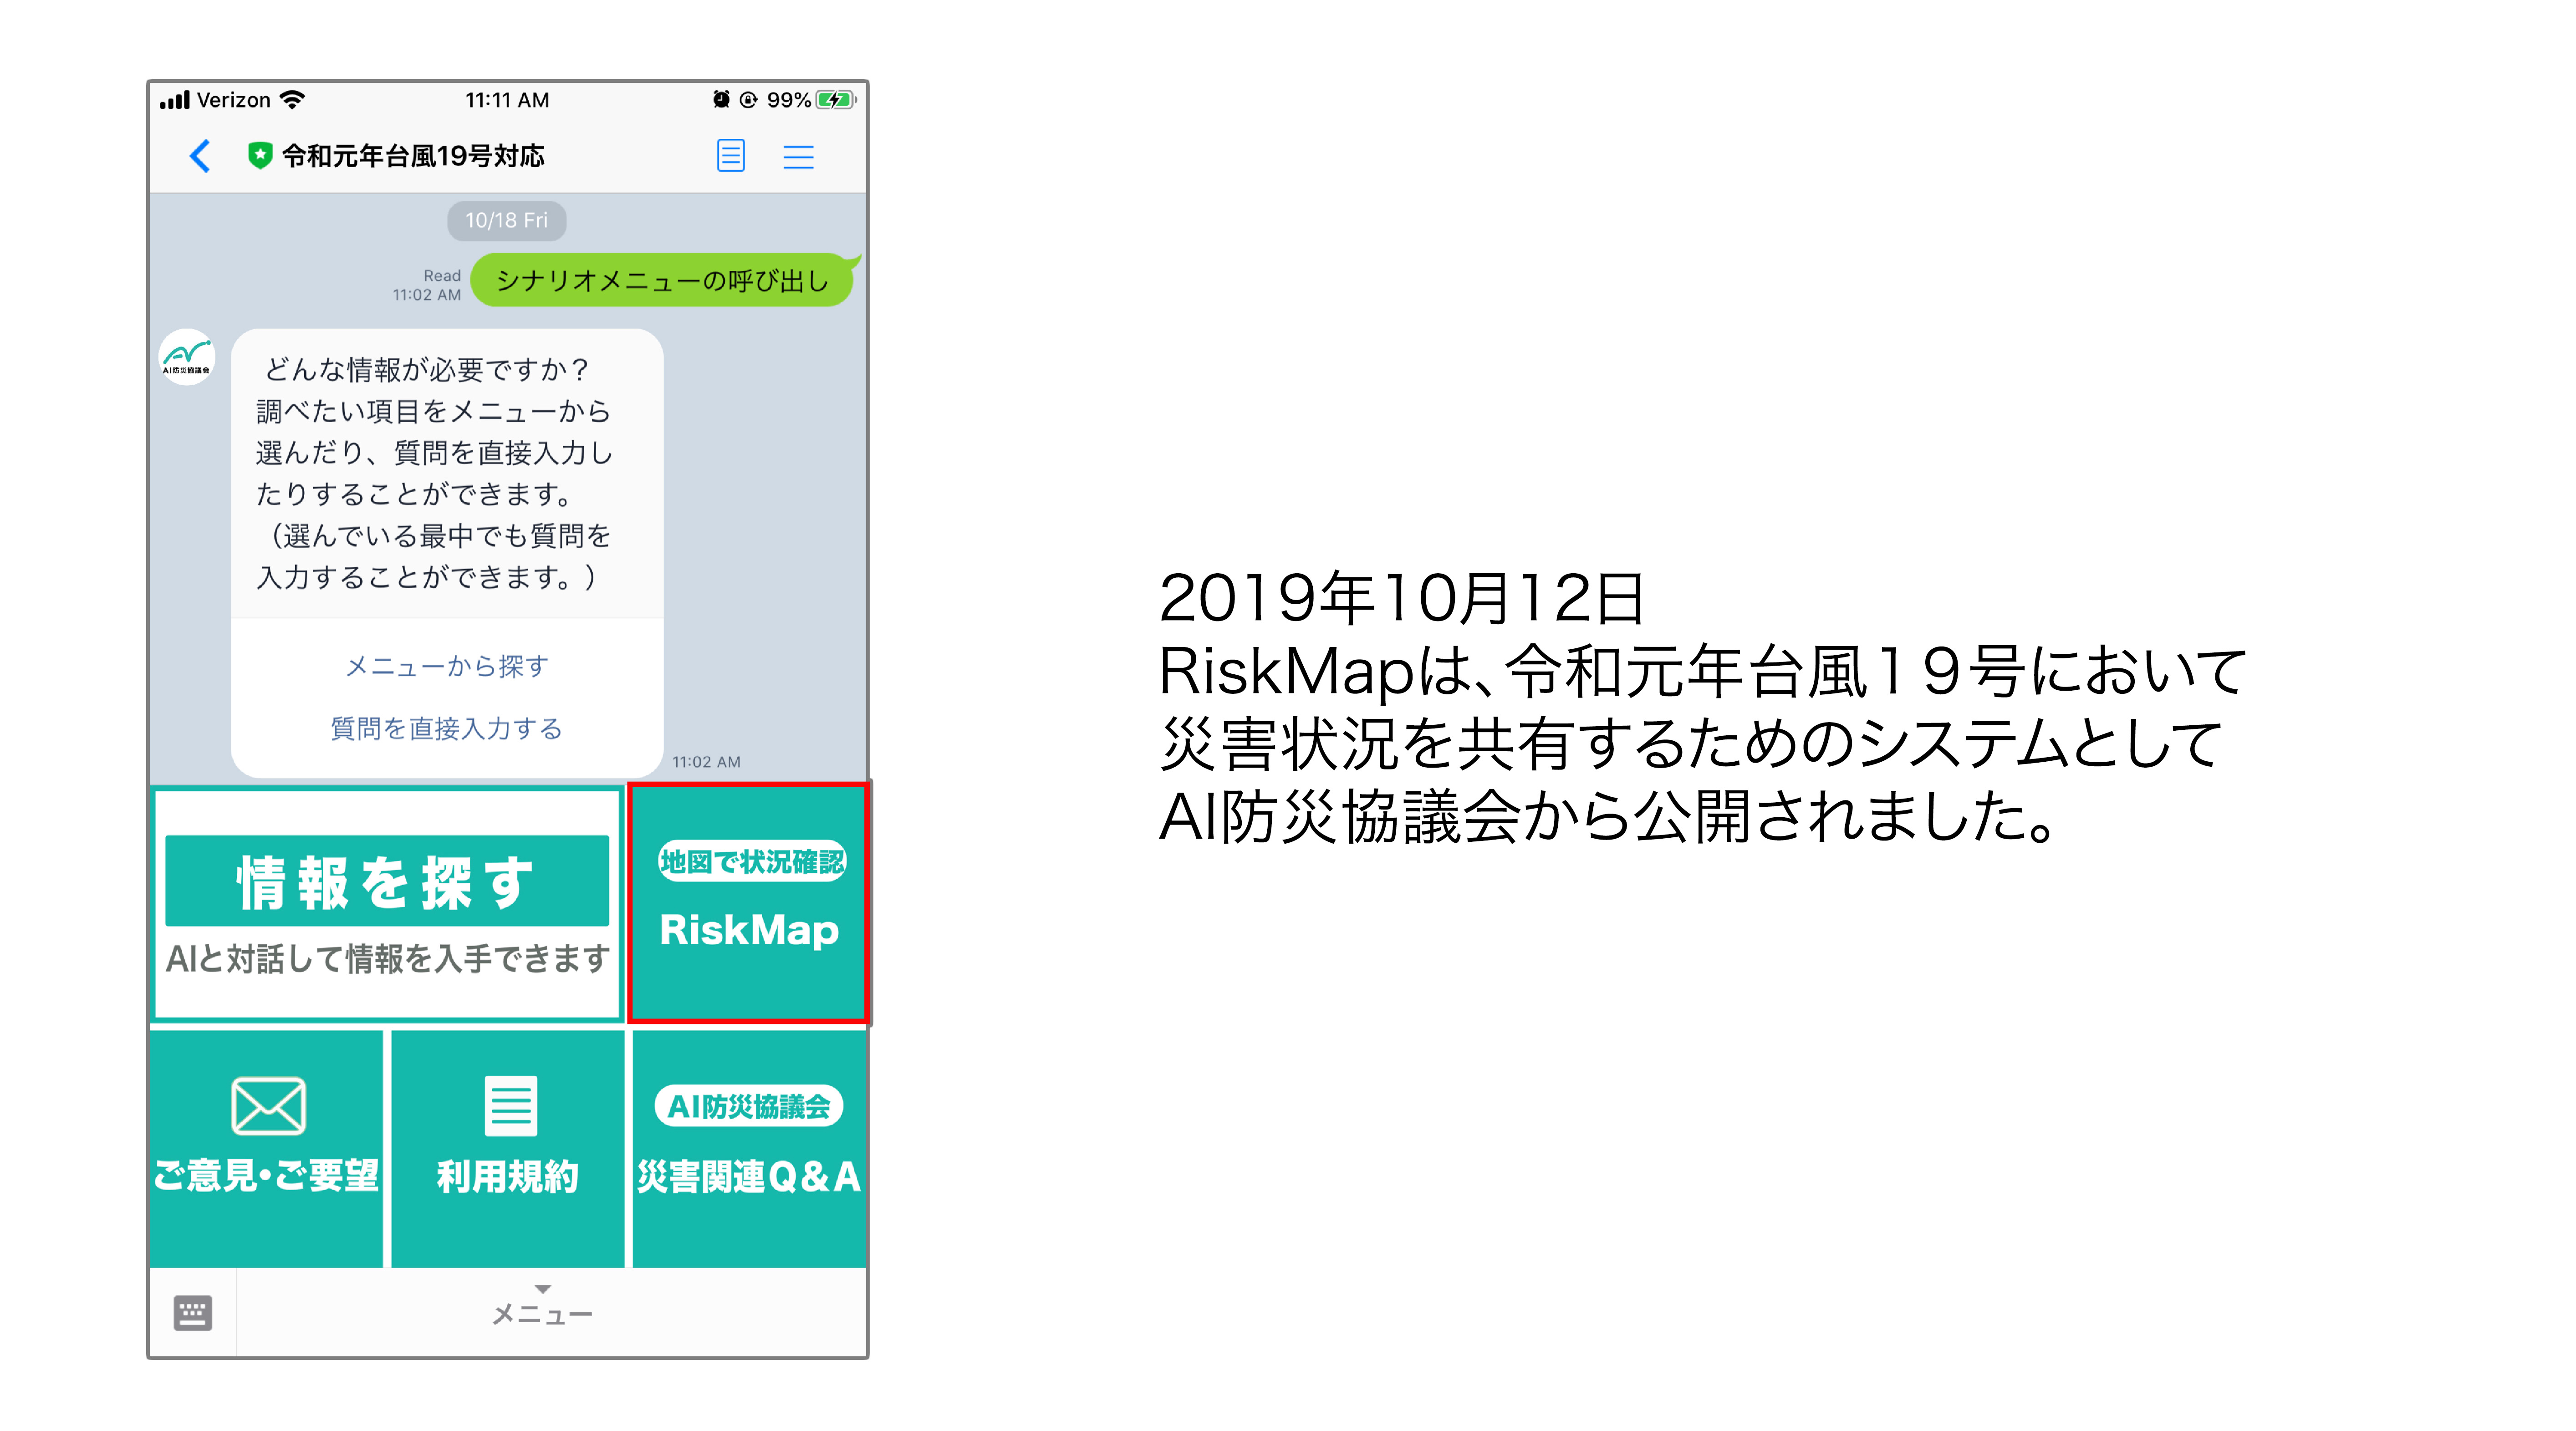 Verizon 11:11 AM 99%
令和元年台風19号対応
10/18 Fri
シナリオメニューの呼び出し
Read
11:02 AM
AI防災協議会
どんな情報が必要ですか？
調べたい項目をメニューから
選んだり、質問を直接入力し
たりすることができます。
（選んでいる最中でも質問を
入力することができます。）
メニューから探す
質問を直接入力する
11:02 AM
情報を探す
AIと対話して情報を入手できます
地図で状況確認
RiskMap
ご意見・ご要望
利用規約
AI防災協議会
災害関連Q＆A
メニュー
2019年10月12日
RiskMapは、令和元年台風１９号において
災害状況を共有するためのシステムとして
AI防災協議会から公開されました。